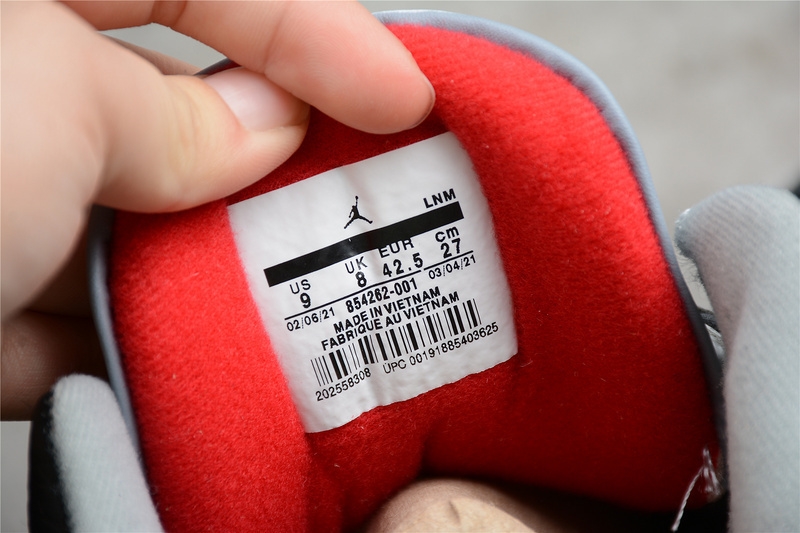 LNM
US UK EUR cm
9 8 42.5 27
02/06/21 854262-001 03/04/21
MADE IN VIETNAM
FABRIQUE AU VIETNAM
202558308 UPC 00191885403625